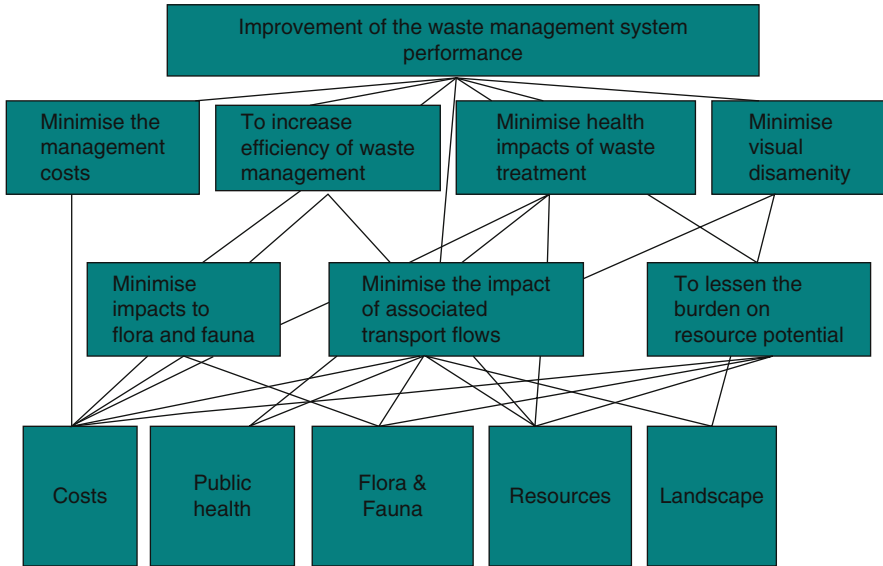 Improvement of the waste management system
performance
Minimise the
management
costs
To increase
efficiency of waste
management
Minimise health
impacts of waste
treatment
Minimise
visual
disamenity
Minimise
impacts to
flora and fauna
Minimise the impact
of associated
transport flows
To lessen the
burden on
resource potential
Costs
Public
health
Flora &
Fauna
Resources
Landscape